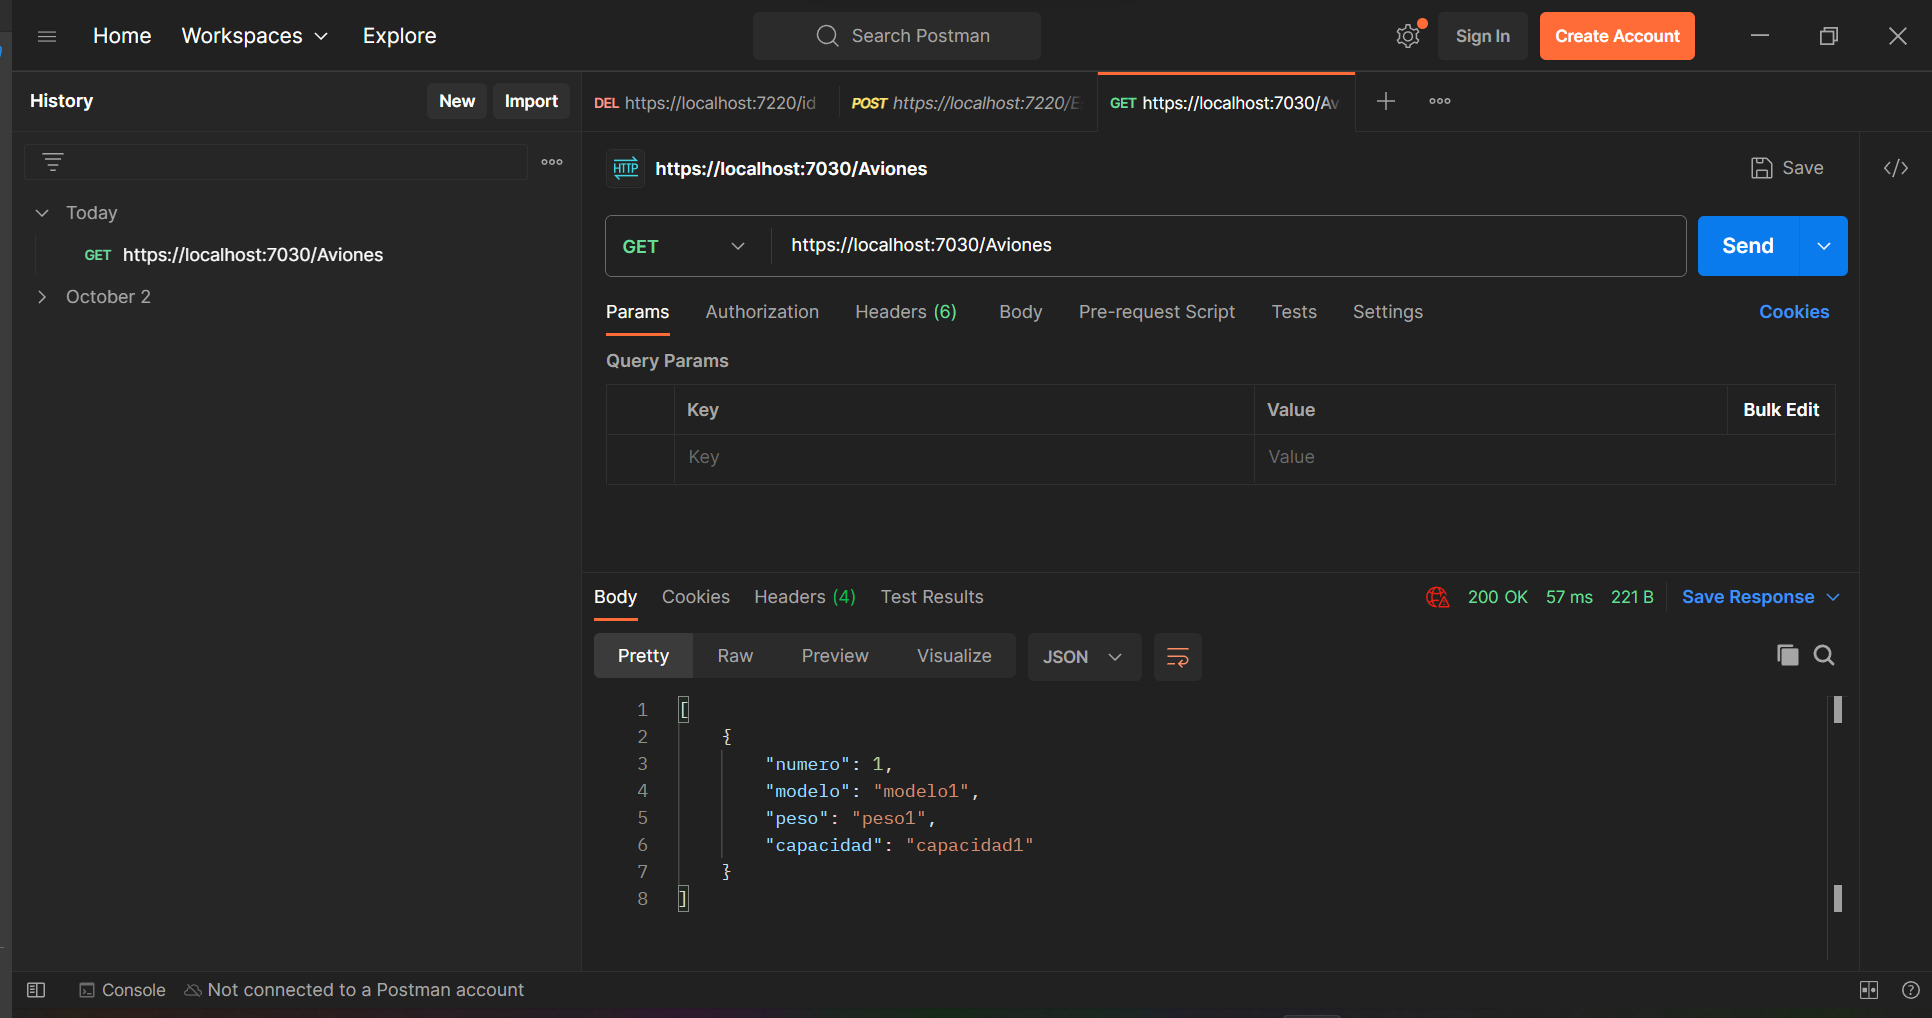 Home Workspaces Explore Search Postman Sign In Create Account
History New Import
DEL https://localhost:7220/id POST https://localhost:7220/E GET https://localhost:7030/Av
HTTP https://localhost:7030/Aviones Save </>
Today
GET https://localhost:7030/Aviones
October 2
GET https://localhost:7030/Aviones Send
Params Authorization Headers (6) Body Pre-request Script Tests Settings Cookies
Query Params
Key Value Bulk Edit
Key Value
Body Cookies Headers (4) Test Results 200 OK 57 ms 221 B Save Response
Pretty Raw Preview Visualize JSON
1 [
2 {
3 "numero": 1,
4 "modelo": "modelo1",
5 "peso": "peso1",
6 "capacidad": "capacidad1"
7 }
8 ]
Console Not connected to a Postman account